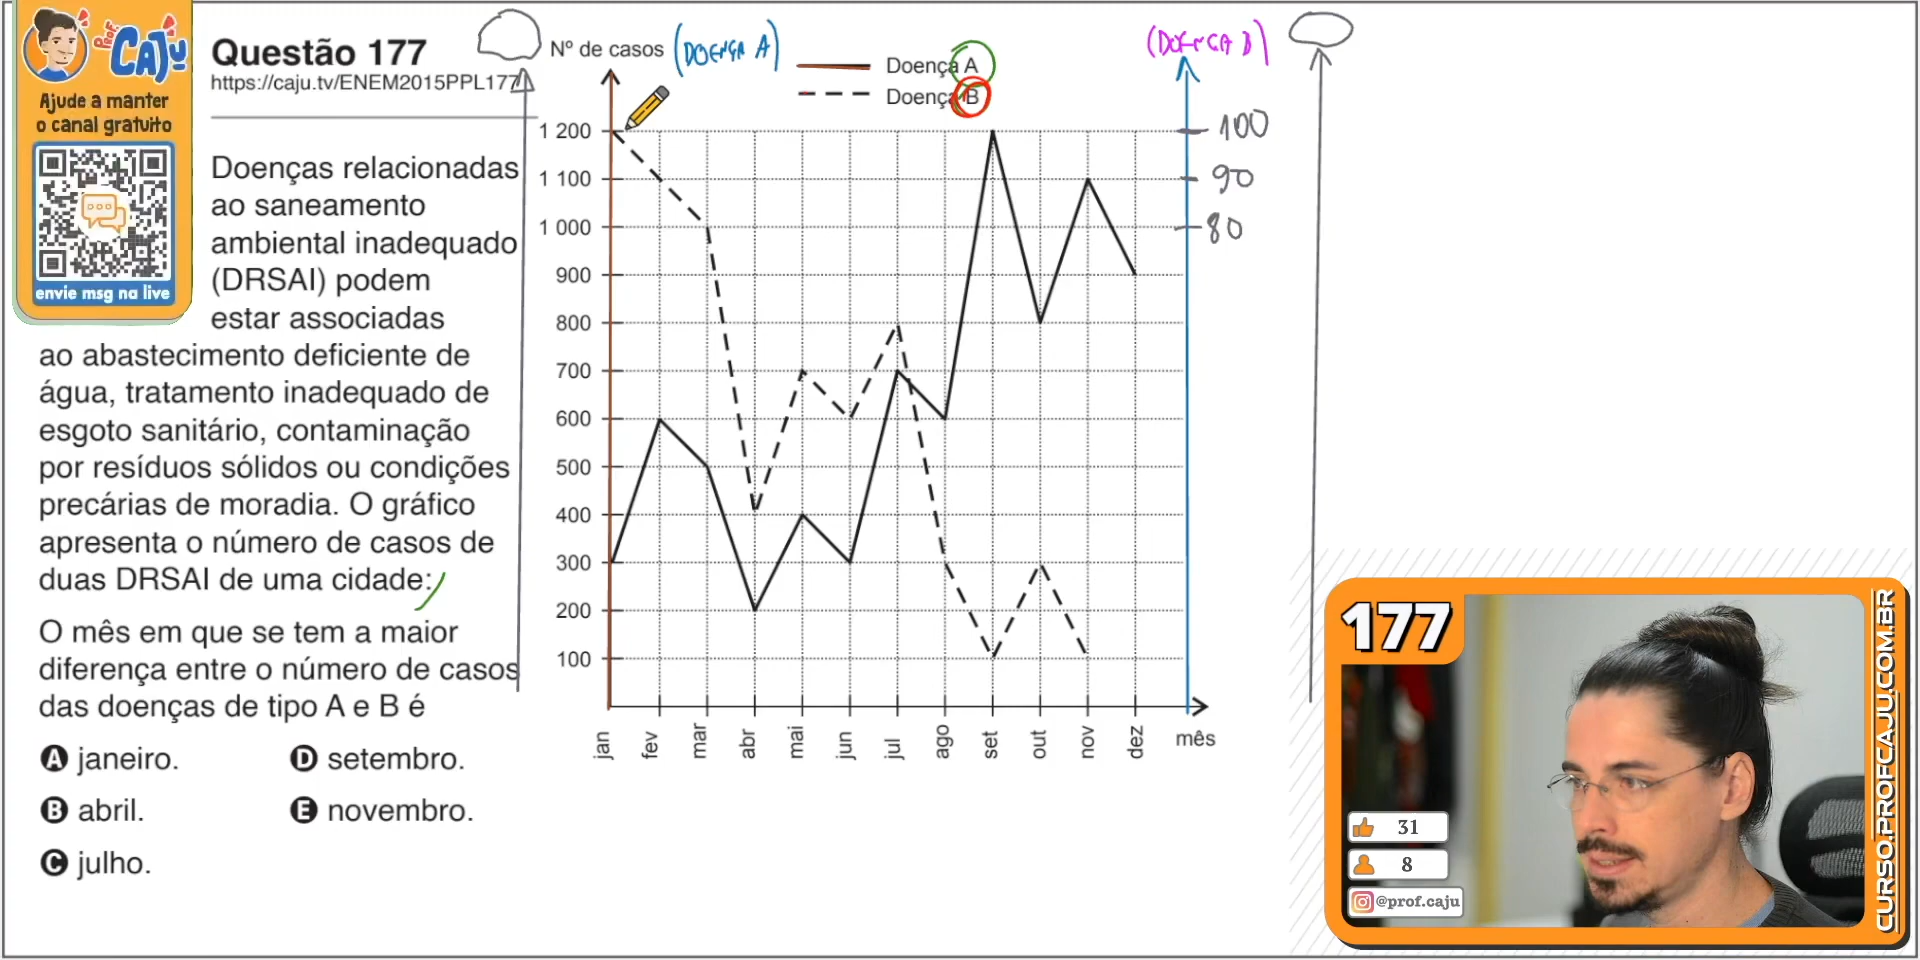 PROF.
CAJU
Ajude a manter
o canal gratuito
envie msg na live
Questão 177
https://caju.tv/ENEM2015PPL177
Doenças relacionadas
ao saneamento
ambiental inadequado
(DRSAI) podem
estar associadas
ao abastecimento deficiente de
água, tratamento inadequado de
esgoto sanitário, contaminação
por resíduos sólidos ou condições
precárias de moradia. O gráfico
apresenta o número de casos de
duas DRSAI de uma cidade:
O mês em que se tem a maior
diferença entre o número de casos
das doenças de tipo A e B é
A janeiro.
B abril.
C julho.
D setembro.
E novembro.
Nº de casos (DOENÇA A)
Doença A
Doença B
(DOENÇA B)
1 200
1 100
1 000
900
800
700
600
500
400
300
200
100
100
90
80
jan fev mar abr mai jun jul ago set out nov dez
mês
177
31
8
@prof.caju
CURSO.PROFCAJU.COM.BR